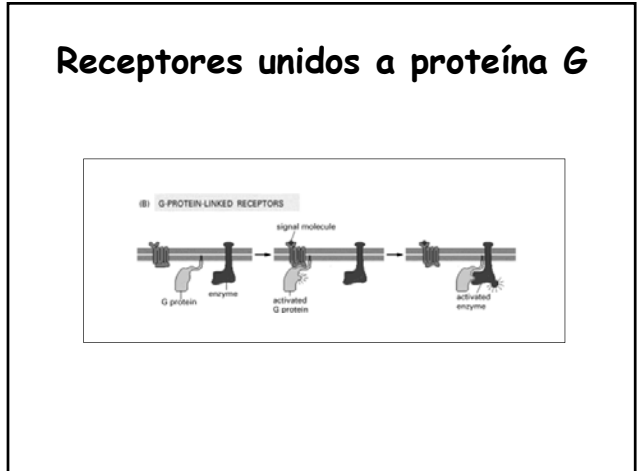 Receptores unidos a proteína G
(B) G-PROTEIN-LINKED RECEPTORS
signal molecule
G protein
enzyme
activated
G protein
activated
enzyme